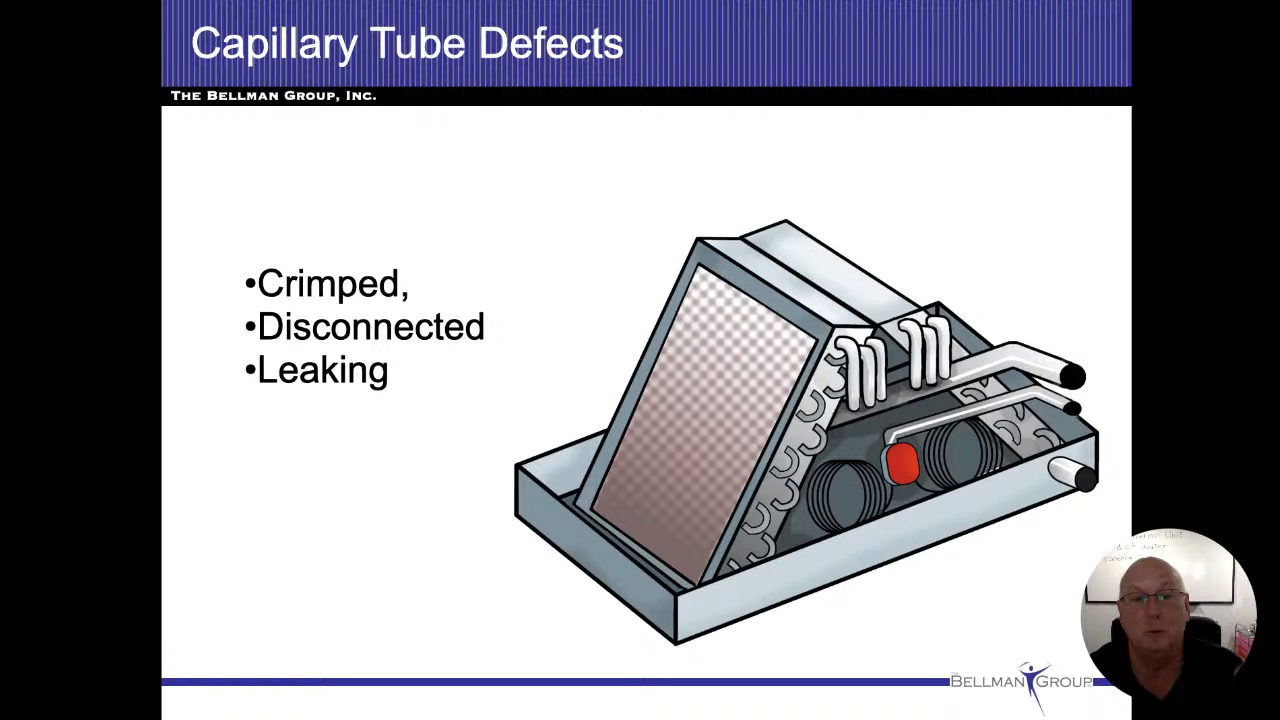 Capillary Tube Defects
THE BELLMAN GROUP, INC.
•Crimped,
•Disconnected
•Leaking
BELLMAN GROUP